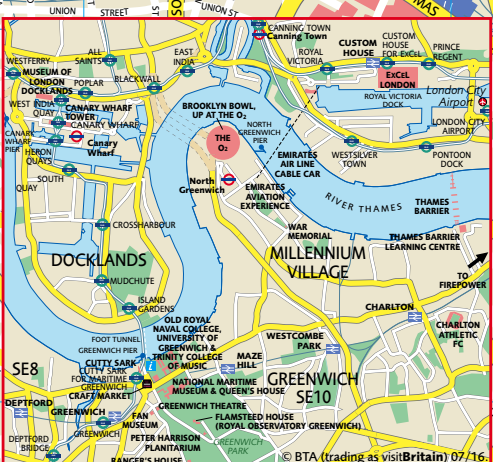 UNION
STREET
ST
SO
UNION ST
MAS
CANNING TOWN
Canning Town
WESTFERRY
ALL
SAINTS
EAST
INDIA
ROYAL
VICTORIA
CUSTOM
HOUSE
CUSTOM
HOUSE
FOR ExCEL
PRINCE
REGENT
MUSEUM OF
LONDON
DOCKLANDS
POPLAR
BLACKWALL
ExCEL
LONDON
ROYAL VICTORIA
DOCK
London City
Airport
LONDON CITY
AIRPORT
WEST INDIA
QUAY
CANARY WHARF
TOWER
CANARY WHARF
Canary
Wharf
CANARY
WHARF
PIER
HERON
QUAYS
SOUTH
QUAY
BROOKLYN BOWL,
UP AT THE O₂
THE
O₂
NORTH
GREENWICH
PIER
North
Greenwich
EMIRATES
AIR LINE
CABLE CAR
EMIRATES
AVIATION
EXPERIENCE
WESTSILVER
TOWN
PONTOON
DOCK
RIVER THAMES
THAMES
BARRIER
THAMES BARRIER
LEARNING CENTRE
CROSSHARBOUR
WAR
MEMORIAL
DOCKLANDS
MILLENNIUM
VILLAGE
MUDCHUTE
TO
FIREPOWER
ISLAND
GARDENS
CHARLTON
OLD ROYAL
NAVAL COLLEGE,
UNIVERSITY OF
GREENWICH &
TRINITY COLLEGE
OF MUSIC
CHARLTON
ATHLETIC
FC
WESTCOMBE
PARK
FOOT TUNNEL
GREENWICH PIER
CUTTY SARK
CUTTY SARK
FOR MARITIME
GREENWICH
CRAFT MARKET
i
MAZE
HILL
SE8
NATIONAL MARITIME
MUSEUM & QUEEN'S HOUSE
GREENWICH
SE10
DEPTFORD
GREENWICH
GREENWICH THEATRE
FAN
MUSEUM
FLAMSTEED HOUSE
(ROYAL OBSERVATORY GREENWICH)
GREENWICH
DEPTFORD
BRIDGE
PETER HARRISON
PLANITARIUM
GREENWICH
PARK
RANGER'S HOUSE
© BTA (trading as visitBritain) 07/16.